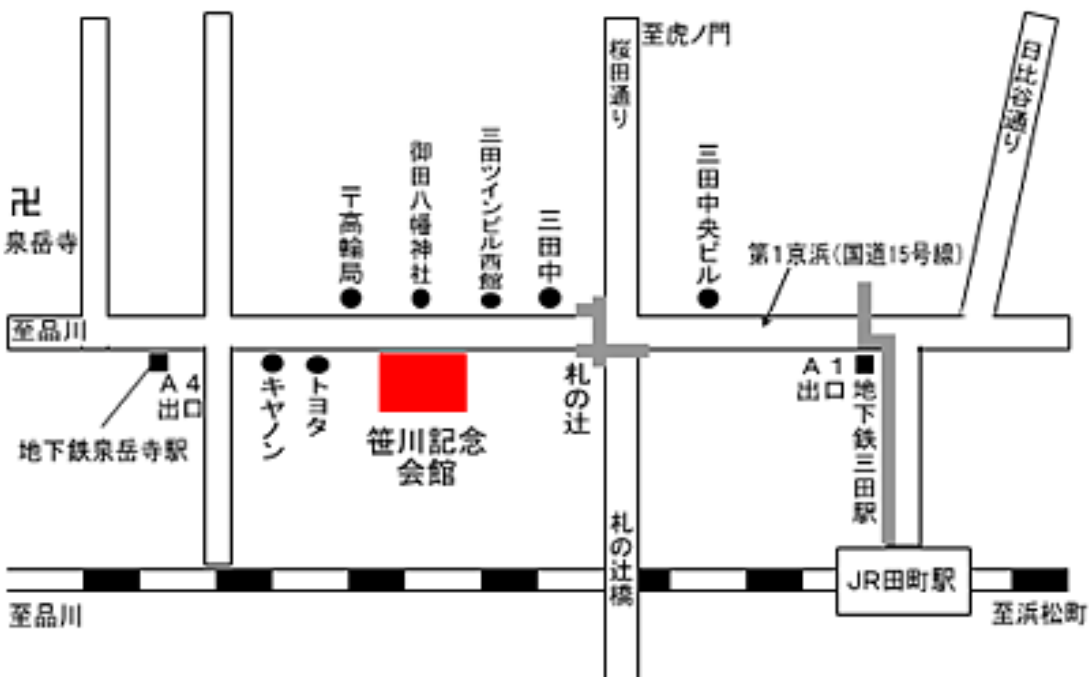 至虎ノ門
桜田通り
日比谷通り
卍
泉岳寺
〒高輪局
御田八幡神社
三田ツインビル西館
三田中
三田中央ビル
第1京浜(国道15号線)
至品川
A4
出口
地下鉄泉岳寺駅
キヤノン
トヨタ
笹川記念
会館
札の辻
A1
出口
地下鉄三田駅
札の辻橋
JR田町駅
至品川
至浜松町